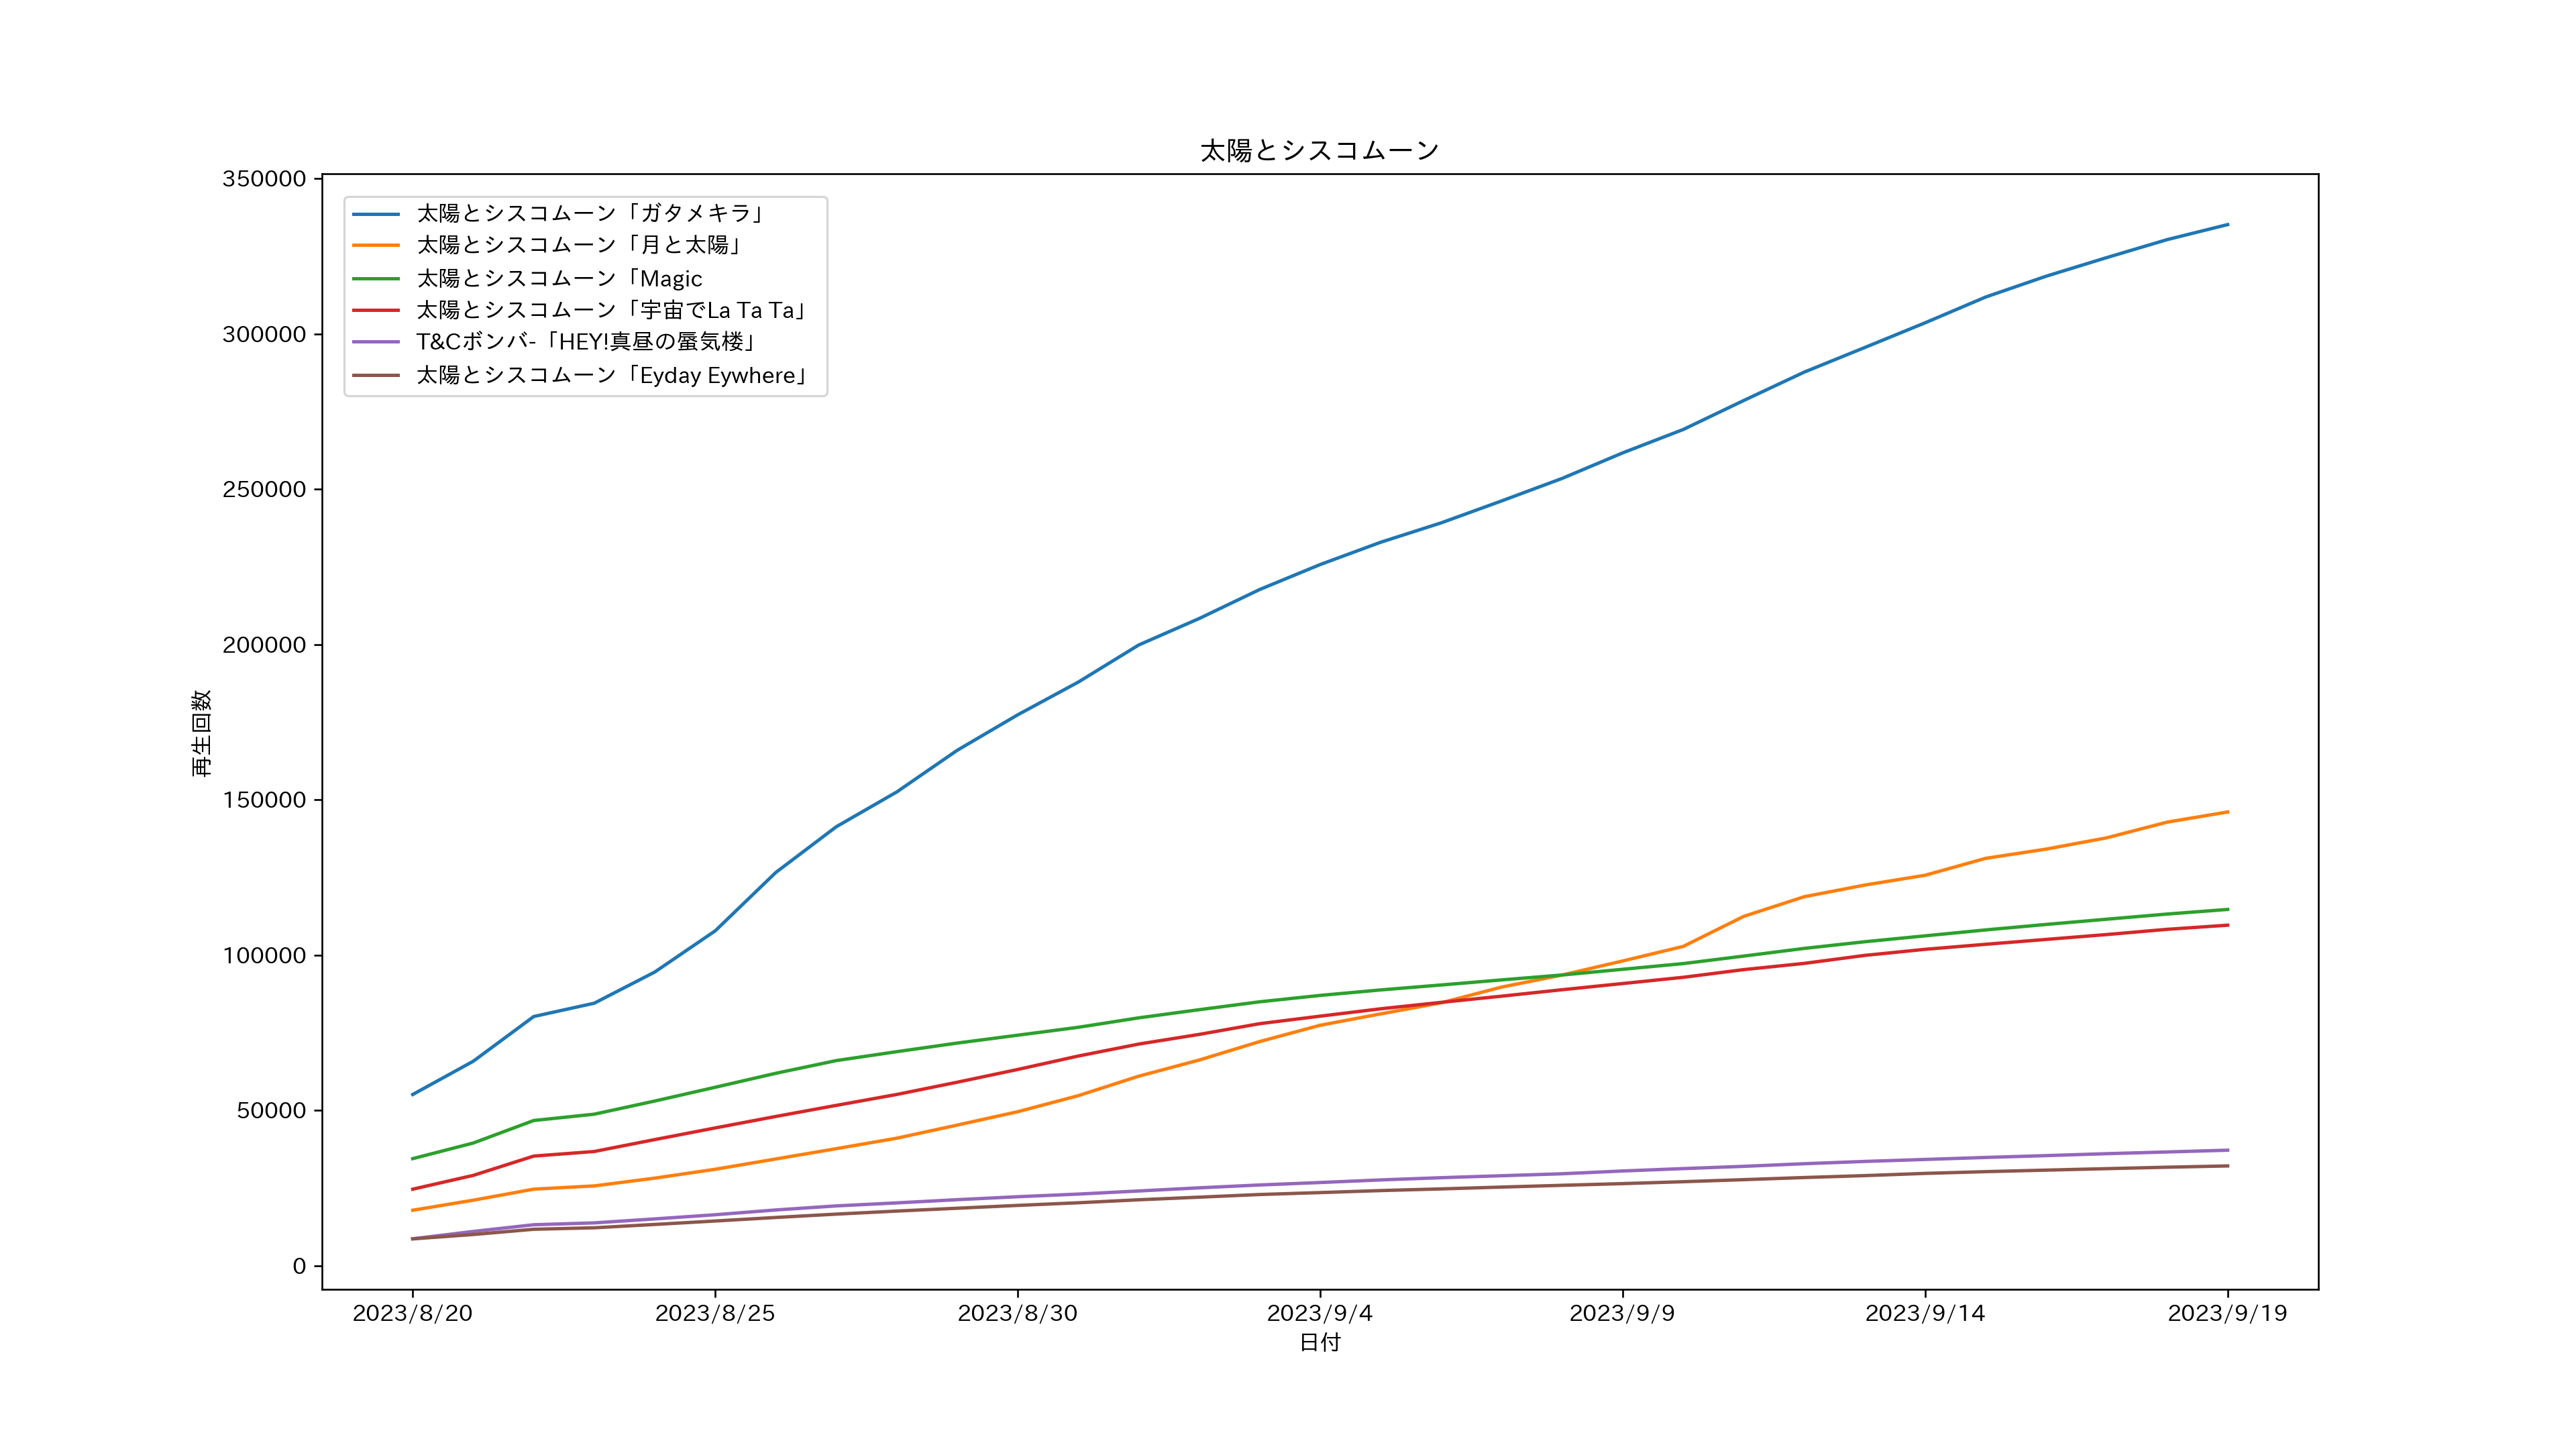 太陽とシスコムーン
350000
300000
250000
200000
150000
100000
50000
0
再生回数
太陽とシスコムーン「ガタメキラ」
太陽とシスコムーン「月と太陽」
太陽とシスコムーン「Magic
太陽とシスコムーン「宇宙でLa Ta Ta」
T&Cボンバ-「HEY!真昼の蜃気楼」
太陽とシスコムーン「Eyday Eywhere」
2023/8/20 2023/8/25 2023/8/30 2023/9/4 2023/9/9 2023/9/14 2023/9/19
日付